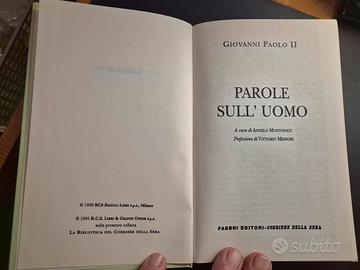 © 1989 RCS Rizzoli Libri s.p.a., Milano
© 1995 R.C.S. Libri & Grandi Opere s.p.a
sulla presente collana
La Biblioteca del Corriere della Sera
Giovanni Paolo II
PAROLE
SULL' UOMO
A cura di Angelo Montonati
Prefazione di Vittorio Messori
FABBRI EDITORI - CORRIERE DELLA SERA
subito